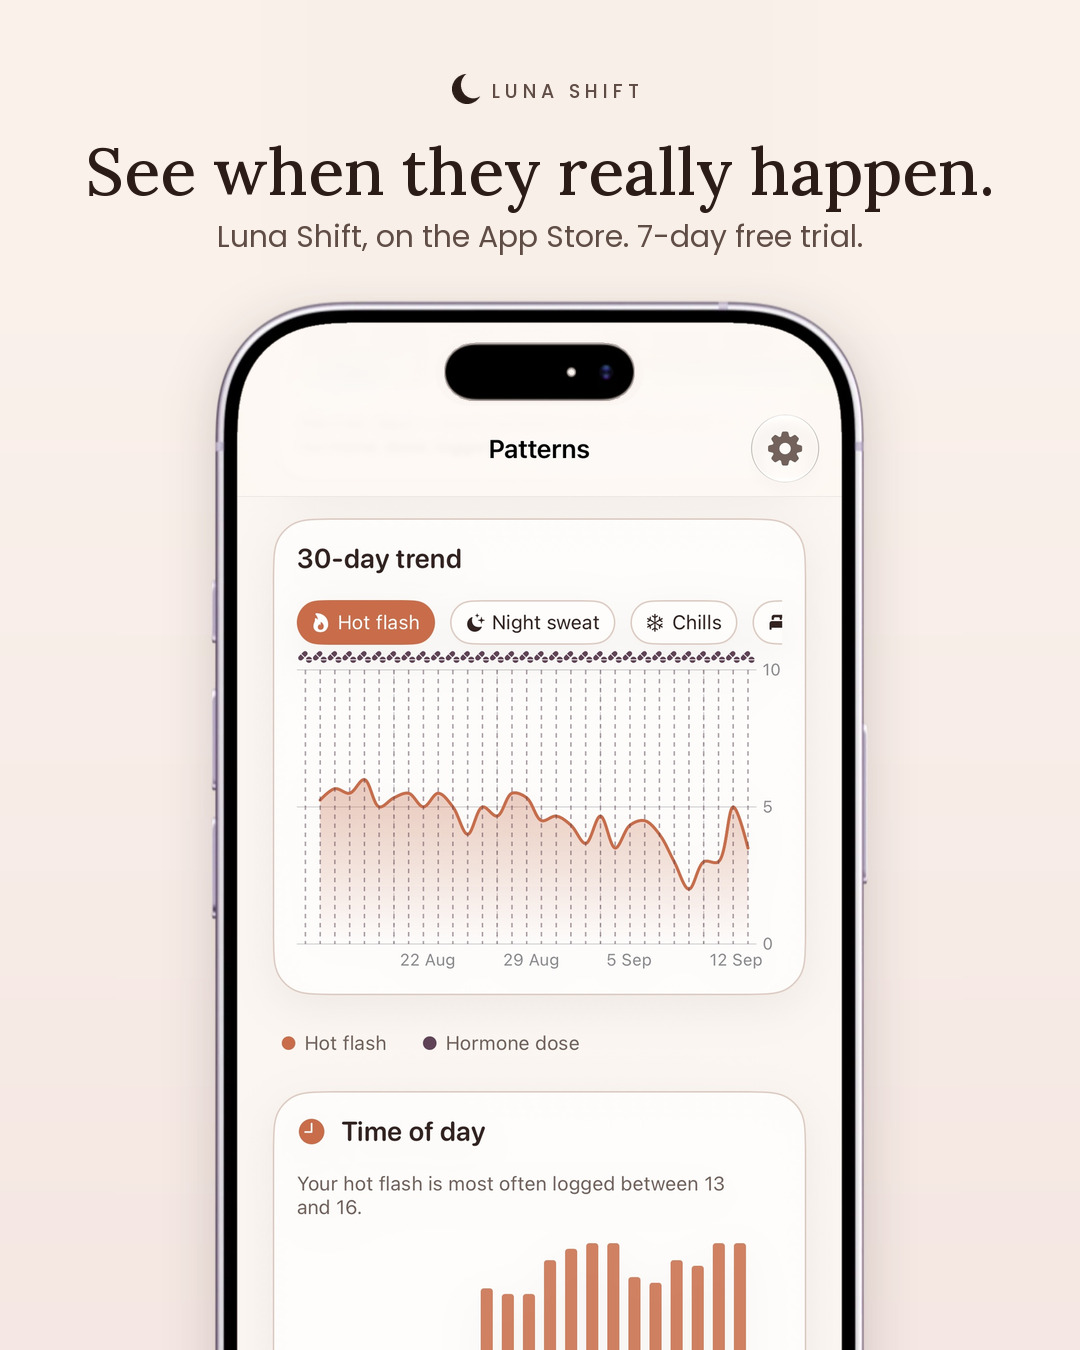 LUNA SHIFT
See when they really happen.
Luna Shift, on the App Store. 7-day free trial.
Patterns
30-day trend
Hot flash
Night sweat
Chills
10
5
0
22 Aug
29 Aug
5 Sep
12 Sep
Hot flash
Hormone dose
Time of day
Your hot flash is most often logged between 13
and 16.